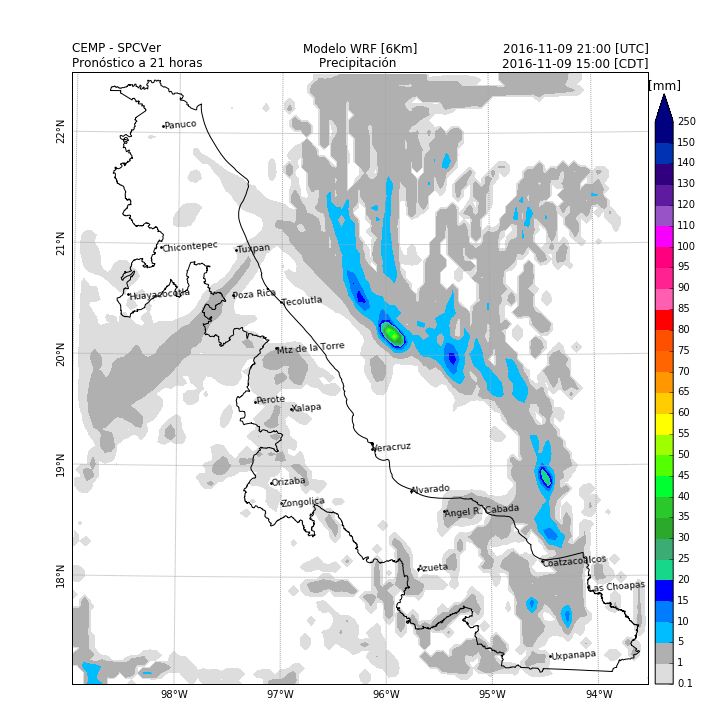 CEMP - SPCVer
Modelo WRF [6Km]
2016-11-09 21:00 [UTC]
Pronóstico a 21 horas
Precipitación
2016-11-09 15:00 [CDT]
[mm]
250
150
140
130
120
110
100
95
90
85
80
75
70
65
60
55
50
45
40
35
30
25
20
15
10
5
1
0.1
22°N
21°N
20°N
19°N
18°N
98°W
97°W
96°W
95°W
94°W
Panuco
Chicontepec
Tuxpan
Huayacocotla
Poza Rica
Tecolutla
Mtz de la Torre
Perote
Xalapa
Veracruz
Orizaba
Alvarado
Zongolica
Angel R. Cabada
Azueta
Coatzacoalcos
Las Choapas
Uxpanapa